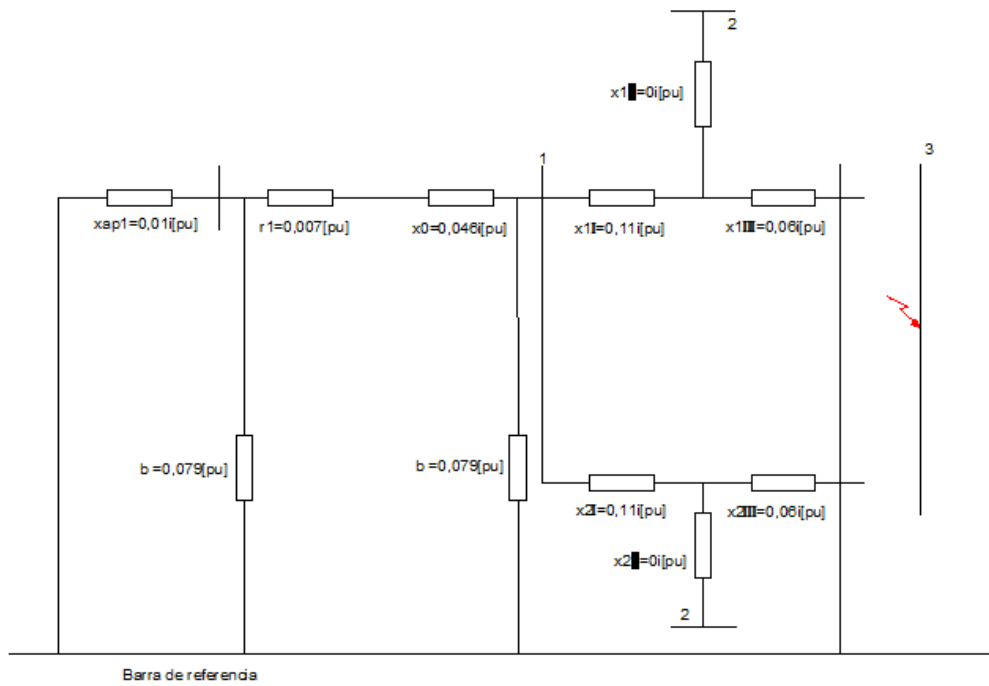 2
x1 =0i[pu]
1
3
xap1=0,01i[pu]
r1=0,007[pu]
x0=0,046i[pu]
x1I=0,11i[pu]
x1III=0,06i[pu]
b =0,079[pu]
b =0,079[pu]
x2I=0,11i[pu]
x2III=0,06i[pu]
x2 =0i[pu]
2
Barra de referencia